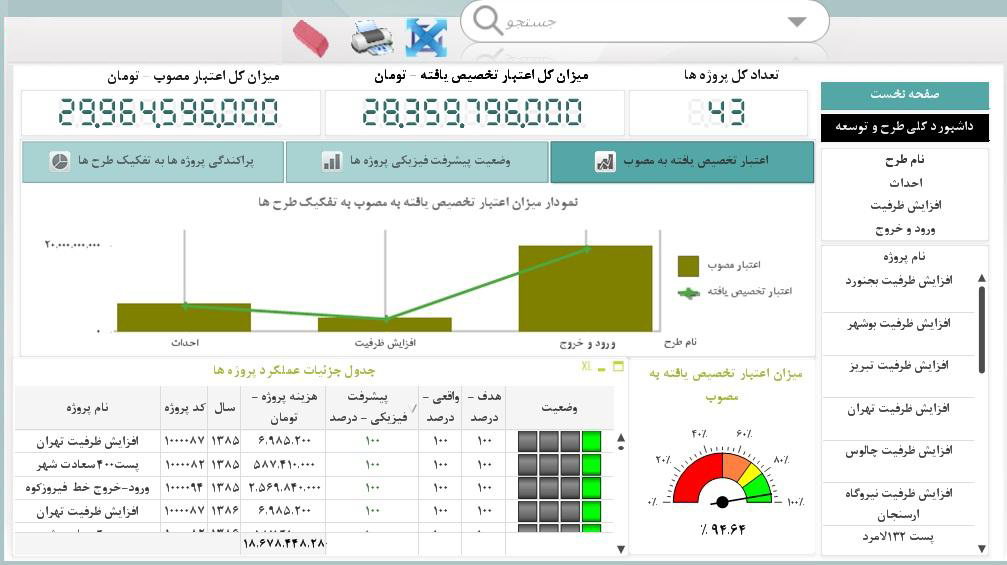 جستجو
تعداد کل پروژه ها
میزان کل اعتبار تخصیص یافته - تومان
میزان کل اعتبار مصوب - تومان
43
28,359,796,000
29,964,596,000
صفحه نخست
داشبورد کلی طرح و توسعه
نام طرح
احداث
افزایش ظرفیت
ورود و خروج
نام پروژه
افزایش ظرفیت بجنورد
افزایش ظرفیت بوشهر
افزایش ظرفیت تبریز
افزایش ظرفیت تهران
افزایش ظرفیت چالوس
افزایش ظرفیت نیروگاه
ارسنجان
پست ۱۳۲لامرد
اعتبار تخصیص یافته به مصوب
وضعیت پیشرفت فیزیکی پروژه ها
پراکندگی پروژه ها به تفکیک طرح ها
نمودار میزان اعتبار تخصیص یافته به مصوب به تفکیک طرح ها
۲۰.۰۰۰.۰۰۰.۰۰۰
۰
اعتبار مصوب
اعتبار تخصیص یافته
نام طرح
ورود و خروج
افزایش ظرفیت
احداث
میزان اعتبار تخصیص یافته به
مصوب
۰٪
۲۰٪
۴۰٪
۶۰٪
۸۰٪
۱۰۰٪
٪ ۹۴.۶۴
جدول جزئیات عملکرد پروژه ها
XL
وضعیت
هدف - درصد
واقعی - درصد
پیشرفت فیزیکی - درصد
هزینه پروژه - تومان
سال
کد پروژه
نام پروژه
۱۰۰ ۱۰۰ ۱۰۰ ۶.۹۸۵.۲۰۰ ۱۳۸۵ ۱۰۰۰۰۸۷ افزایش ظرفیت تهران
۱۰۰ ۱۰۰ ۱۰۰ ۵۸۷.۴۱۰.۰۰۰ ۱۳۸۵ ۱۰۰۰۰۸۲ پست۴۰۰سعادت شهر
۱۰۰ ۱۰۰ ۱۰۰ ۲.۵۶۹.۸۴۰.۰۰۰ ۱۳۸۵ ۱۰۰۰۰۹۴ ورود-خروج خط فیروزکوه
۱۰۰ ۱۰۰ ۱۰۰ ۶.۹۸۵.۲۰۰ ۱۳۸۶ ۱۰۰۰۰۸۷ افزایش ظرفیت تهران
۱۸.۶۷۸.۴۴۸.۲۸۰